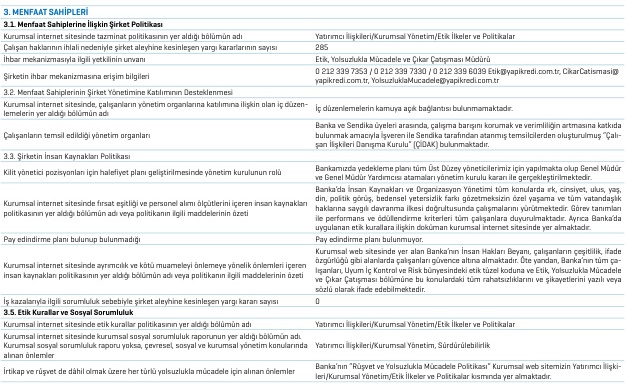 3. MENFAAT SAHİPLERİ
3.1. Menfaat Sahiplerine İlişkin Şirket Politikası
Kurumsal internet sitesinde tazminat politikasının yer aldığı bölümün adı
Yatırımcı İlişkileri/Kurumsal Yönetim/Etik İlkeler ve Politikalar
Çalışan haklarının ihlali nedeniyle şirket aleyhine kesinleşen yargı kararlarının sayısı
285
İhbar mekanizmasıyla ilgili yetkilinin unvanı
Etik, Yolsuzlukla Mücadele ve Çıkar Çatışması Müdürü
Şirketin ihbar mekanizmasına erişim bilgileri
0 212 339 7353 / 0 212 339 7330 / 0 212 339 6039 Etik@yapikredi.com.tr, CikarCatismasi@
yapikredi.com.tr, YolsuzluklaMucadele@yapikredi.com.tr
3.2. Menfaat Sahiplerinin Şirket Yönetimine Katılımının Desteklenmesi
Kurumsal internet sitesinde, çalışanların yönetim organlarına katılımına ilişkin olan iç düzen-
lemelerin yer aldığı bölümün adı
İç düzenlemelerin kamuya açık bağlantısı bulunmamaktadır.
Çalışanların temsil edildiği yönetim organları
Banka ve Sendika üyeleri arasında, çalışma barışını korumak ve verimliliğin artmasına katkıda
bulunmak amacıyla İşveren ile Sendika tarafından atanmış temsilcilerden oluşturulmuş "Çalı-
şan İlişkileri Danışma Kurulu" (ÇİDAK) bulunmaktadır.
3.3. Şirketin İnsan Kaynakları Politikası
Kilit yönetici pozisyonları için halefiyet planı geliştirilmesinde yönetim kurulunun rolü
Bankamızda yedekleme planı tüm Üst Düzey yöneticilerimiz için yapılmakta olup Genel Müdür
ve Genel Müdür Yardımcısı atamaları yönetim kurulu kararı ile gerçekleştirilmektedir.
Kurumsal internet sitesinde fırsat eşitliği ve personel alımı ölçütlerini içeren insan kaynakları
politikasının yer aldığı bölümün adı veya politikanın ilgili maddelerinin özeti
Banka'da İnsan Kaynakları ve Organizasyon Yönetimi tüm konularda ırk, cinsiyet, ulus, yaş,
din, politik görüş, bedensel yetersizlik farkı gözetmeksizin özel yaşama ve tüm vatandaşlık
haklarına saygılı davranma ilkesi doğrultusunda çalışmalarını yürütmektedir. Görev tanımları
ile performans ve ödüllendirme kriterleri tüm çalışanlara duyurulmaktadır. Ayrıca Banka'da
uygulanan etik kurallara ilişkin doküman kurumsal internet sitesinde yer almaktadır.
Pay edindirme planı bulunup bulunmadığı
Pay edindirme planı bulunmuyor.
Kurumsal internet sitesinde ayrımcılık ve kötü muameleyi önlemeye yönelik önlemleri içeren
insan kaynakları politikasının yer aldığı bölümün adı veya politikanın ilgili maddelerinin özeti
Kurumsal web sitesinde yer alan Banka'nın İnsan Hakları Beyanı, çalışanların çeşitlilik, ifade
özgürlüğü gibi alanlarda çalışanları güvence altına almaktadır. Öte yandan, Banka'nın tüm ça-
lışanları, Uyum İç Kontrol ve Risk bünyesindeki etik tüzel koduna ve Etik, Yolsuzlukla Mücadele
ve Çıkar Çatışması bölümüne bu konulardaki tüm rahatsızlıklarını ve şikayetlerini yazılı veya
sözlü olarak ifade edebilmektedir.
İş kazalarıyla ilgili sorumluluk sebebiyle şirket aleyhine kesinleşen yargı kararı sayısı
0
3.5. Etik Kurallar ve Sosyal Sorumluluk
Kurumsal internet sitesinde etik kurallar politikasının yer aldığı bölümün adı
Yatırımcı İlişkileri/Kurumsal Yönetim/Etik İlkeler ve Politikalar
Kurumsal internet sitesinde kurumsal sosyal sorumluluk raporunun yer aldığı bölümün adı.
Kurumsal sosyal sorumluluk raporu yoksa, çevresel, sosyal ve kurumsal yönetim konularında
alınan önlemler
Yatırımcı İlişkileri/Kurumsal Yönetim, Sürdürülebilirlik
İrtikap ve rüşvet de dâhil olmak üzere her türlü yolsuzlukla mücadele için alınan önlemler
Banka'nın "Rüşvet ve Yolsuzlukla Mücadele Politikası" Kurumsal web sitemizin Yatırımcı İlişki-
leri/Kurumsal Yönetim/Etik İlkeler ve Politikalar kısmında yer almaktadır.